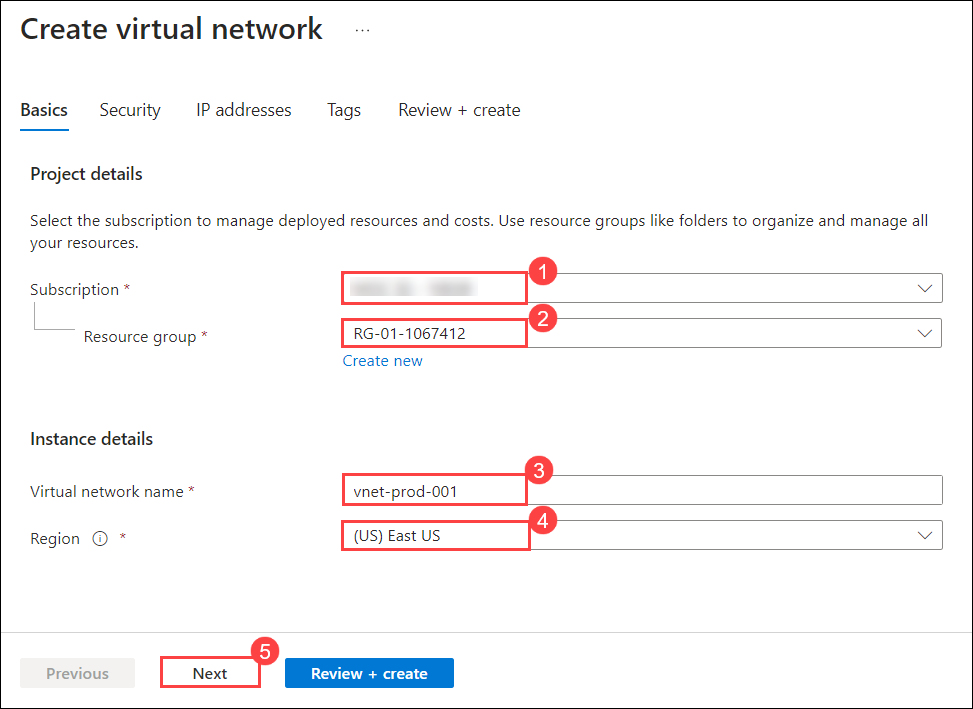 Create virtual network ...
Basics Security IP addresses Tags Review + create
Project details
Select the subscription to manage deployed resources and costs. Use resource groups like folders to organize and manage all
your resources.
Subscription * 1
Resource group * RG-01-1067412 2
Create new
Instance details
Virtual network name * vnet-prod-001 3
Region i * (US) East US 4
Previous Next 5 Review + create